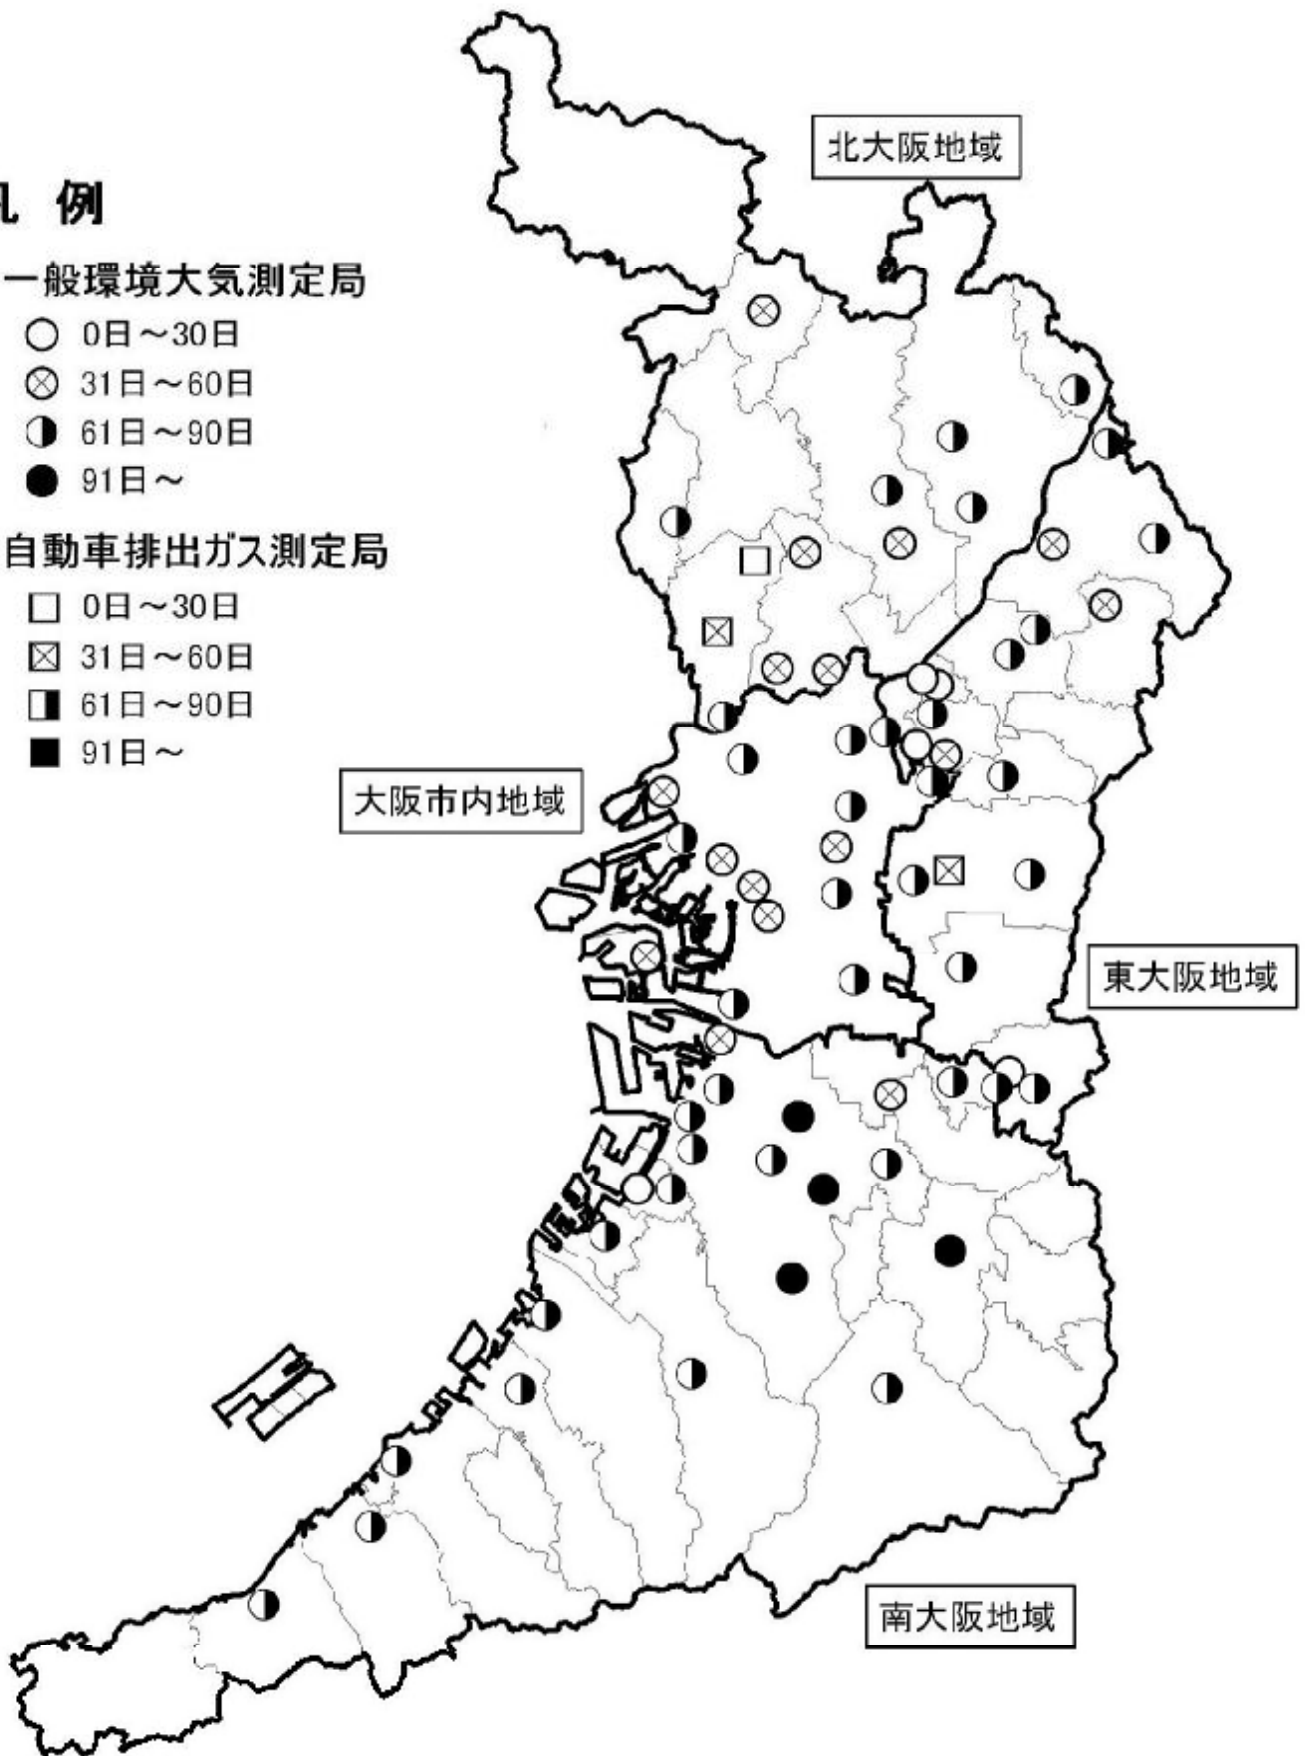 北大阪地域
凡 例
一般環境大気測定局
0日～30日
31日～60日
61日～90日
91日～
自動車排出ガス測定局
0日～30日
31日～60日
61日～90日
91日～
大阪市内地域
東大阪地域
南大阪地域